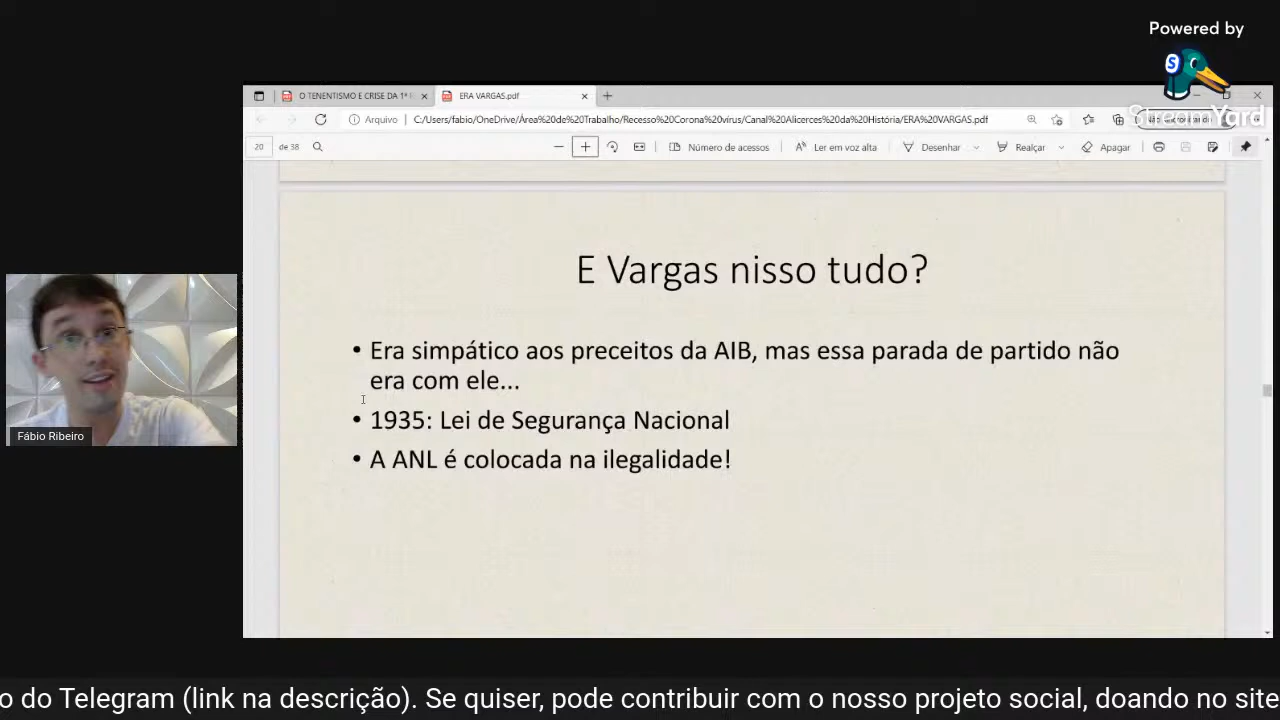 Powered by
S
StreamYard
O TENENTISMO E CRISE DA 1ª
ERA VARGAS.pdf
Arquivo
C:/Users/fabio/OneDrive/Área%20de%20Trabalho/Recesso%20Corona%20vírus/Canal%20Alicerces%20da%20História/ERA%20VARGAS.pdf
20 de 38
Número de acessos
Ler em voz alta
Desenhar
Realçar
Apagar
E Vargas nisso tudo?
• Era simpático aos preceitos da AIB, mas essa parada de partido não
era com ele...
• 1935: Lei de Segurança Nacional
• A ANL é colocada na ilegalidade!
Fábio Ribeiro
o do Telegram (link na descrição). Se quiser, pode contribuir com o nosso projeto social, doando no site